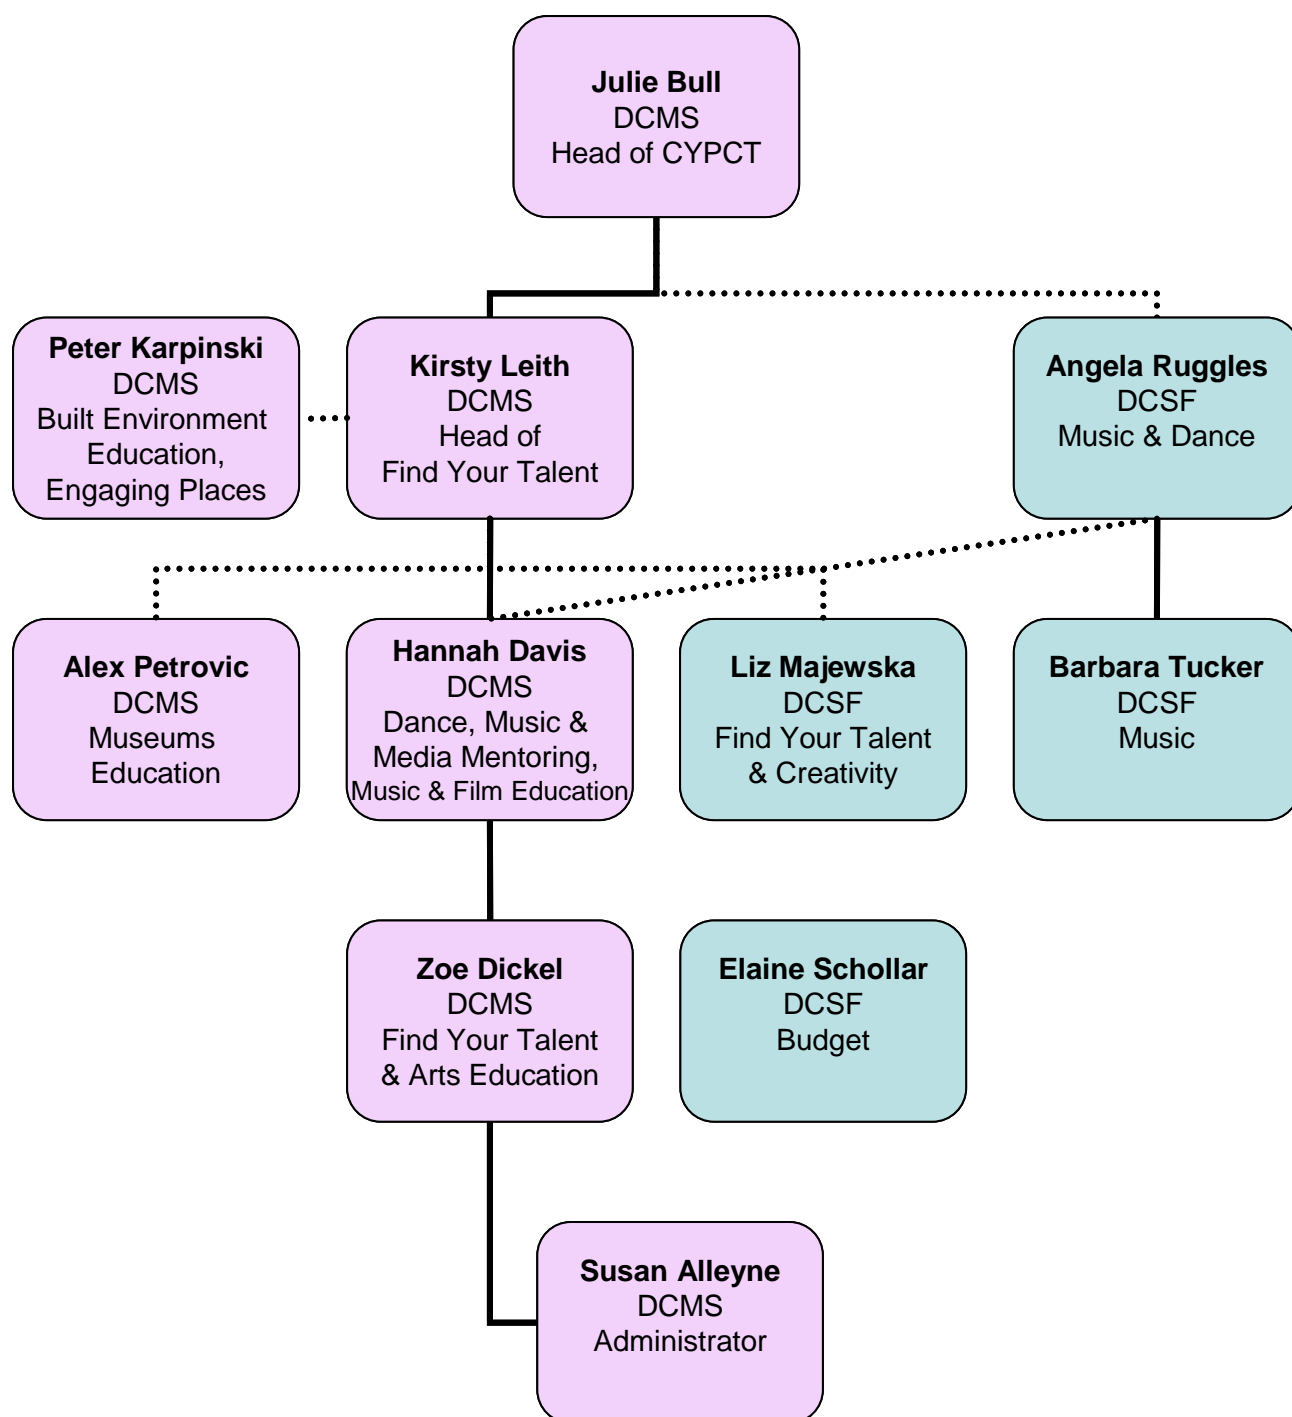 Julie Bull
DCMS
Head of CYPCT
Peter Karpinski
DCMS
Built Environment
Education,
Engaging Places
Kirsty Leith
DCMS
Head of
Find Your Talent
Angela Ruggles
DCSF
Music & Dance
Alex Petrovic
DCMS
Museums
Education
Hannah Davis
DCMS
Dance, Music &
Media Mentoring,
Music & Film Education
Liz Majewska
DCSF
Find Your Talent
& Creativity
Barbara Tucker
DCSF
Music
Zoe Dickel
DCMS
Find Your Talent
& Arts Education
Elaine Schollar
DCSF
Budget
Susan Alleyne
DCMS
Administrator